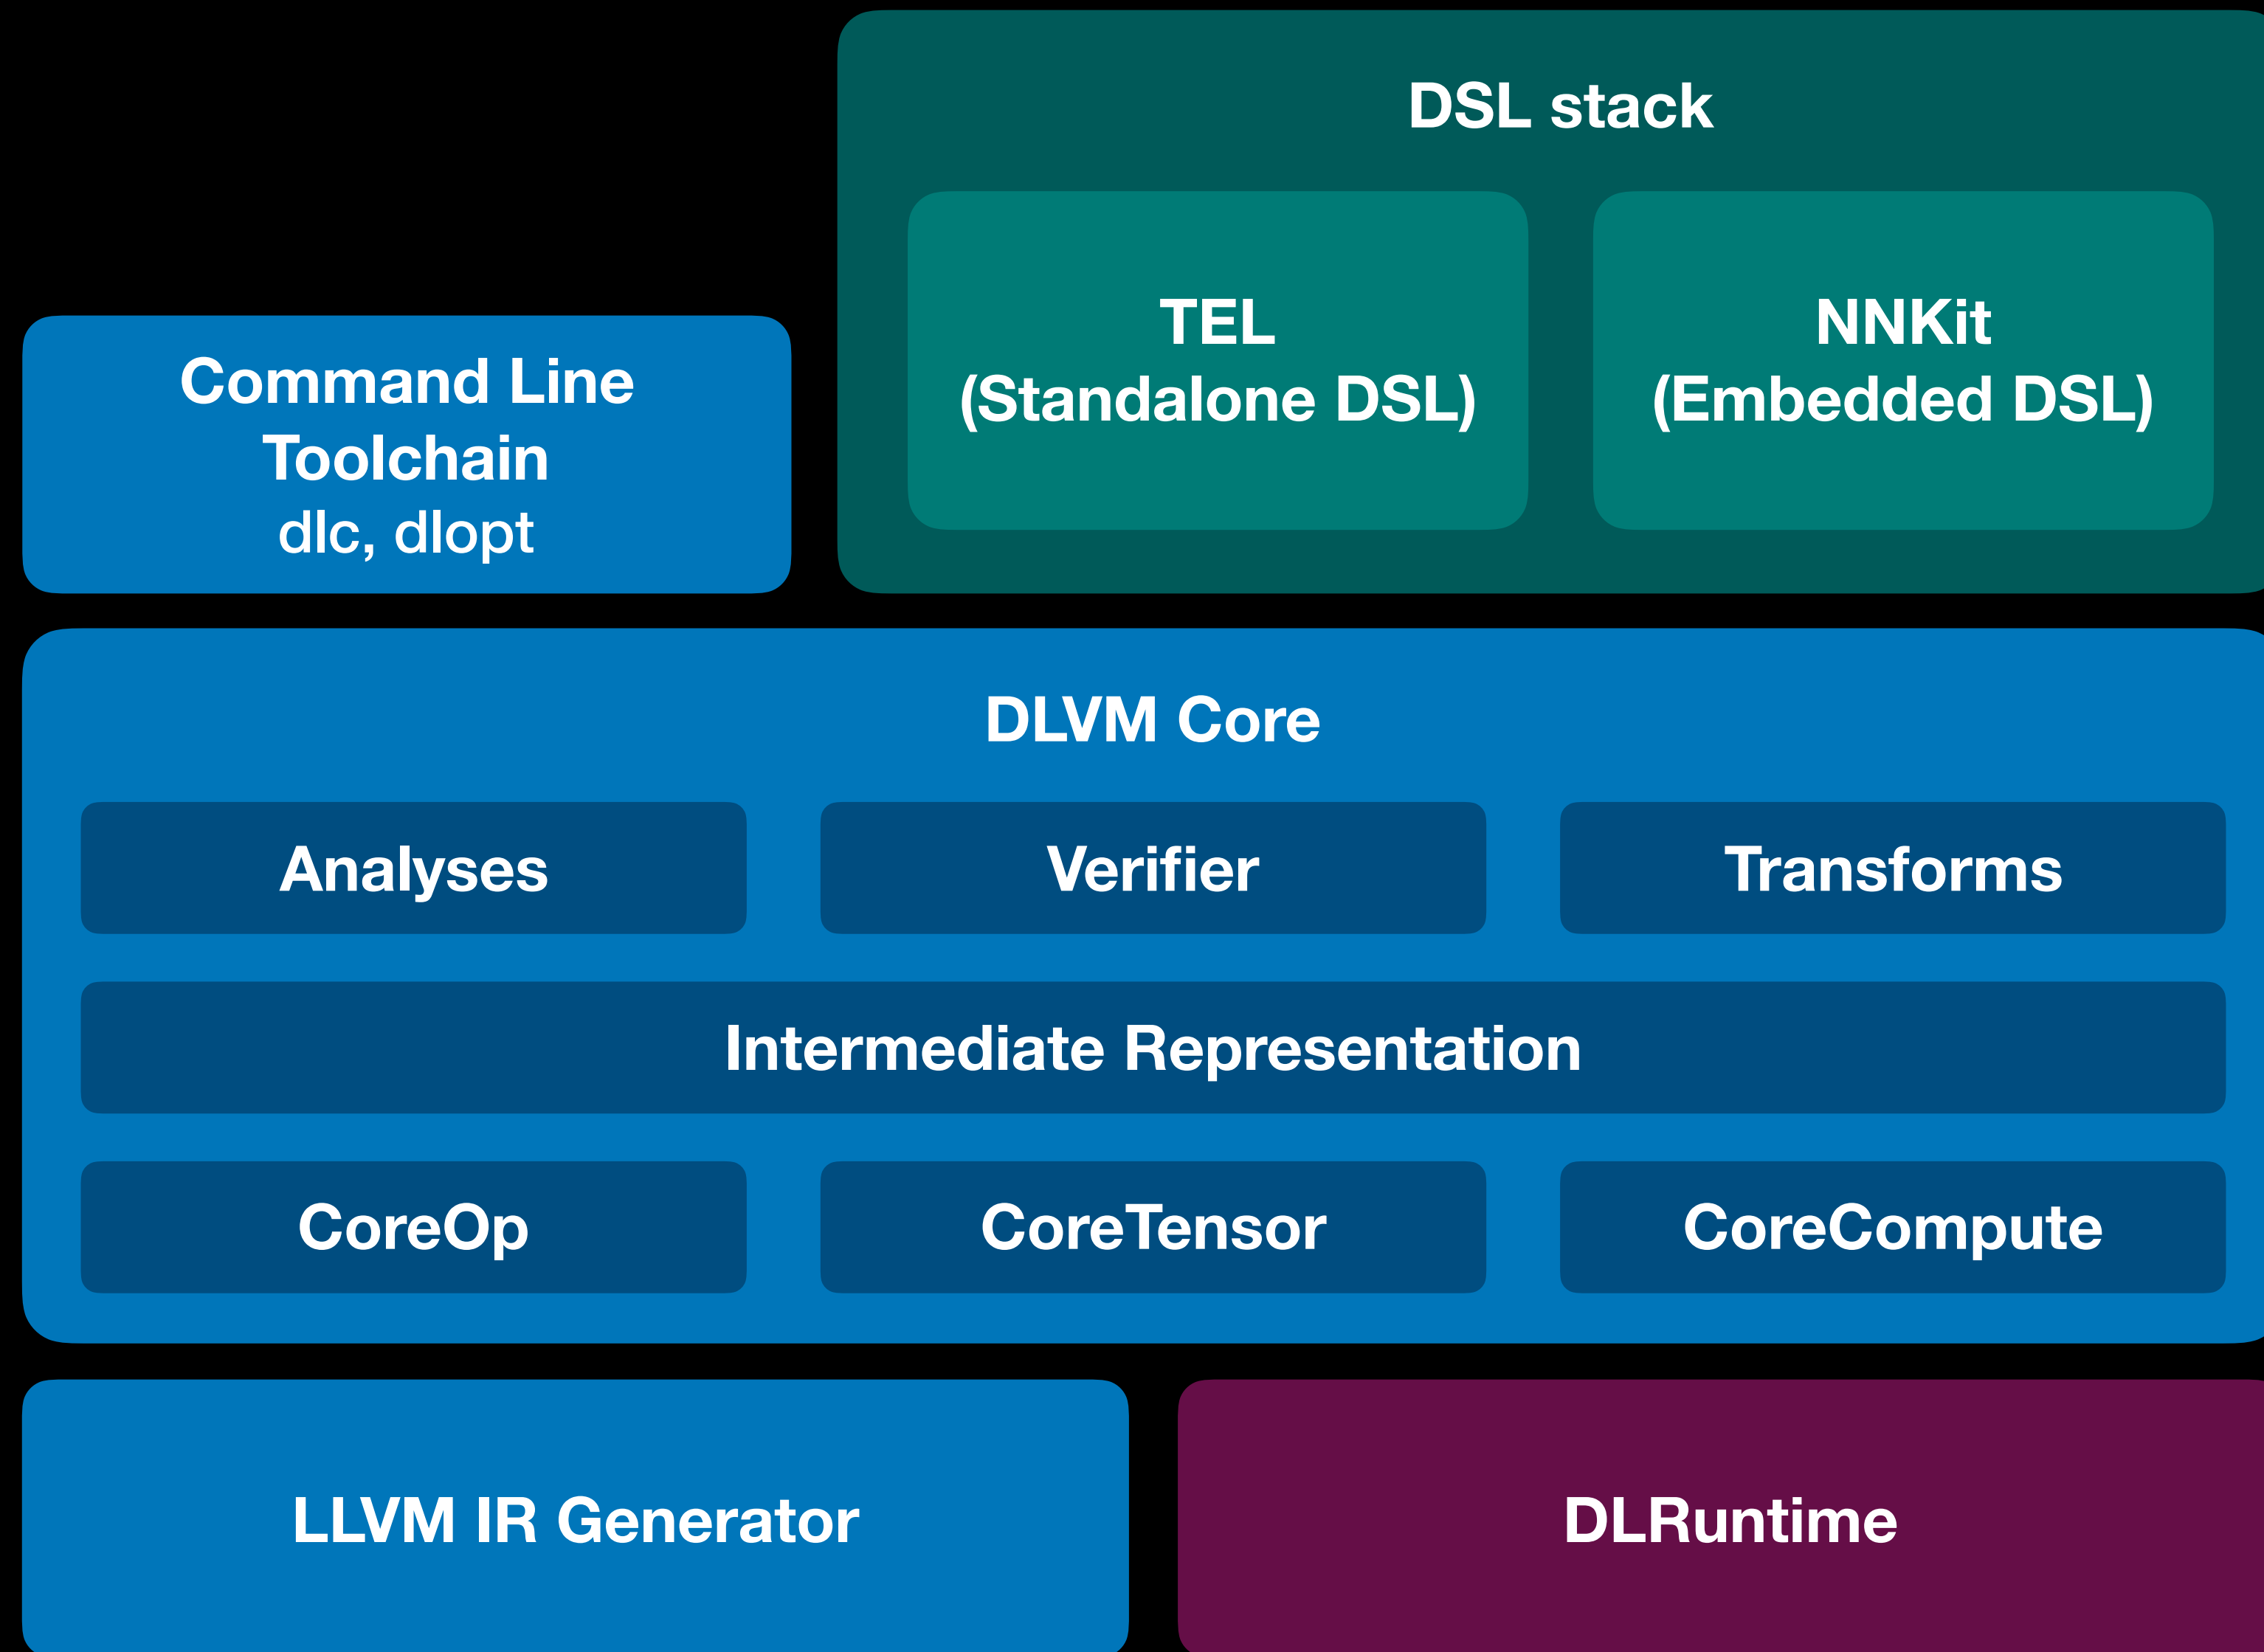 DSL stack
TEL
(Standalone DSL)
NNKit
(Embedded DSL)
Command Line
Toolchain
dlc, dlopt
DLVM Core
Analyses
Verifier
Transforms
Intermediate Representation
CoreOp
CoreTensor
CoreCompute
LLVM IR Generator
DLRuntime